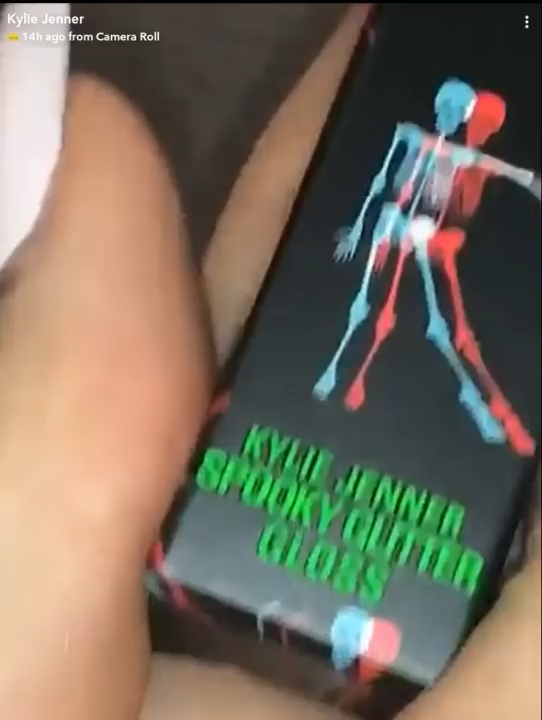 Kylie Jenner
14h ago from Camera Roll
KYLIE JENNER
SPOOKY GLITTER
GLOSS